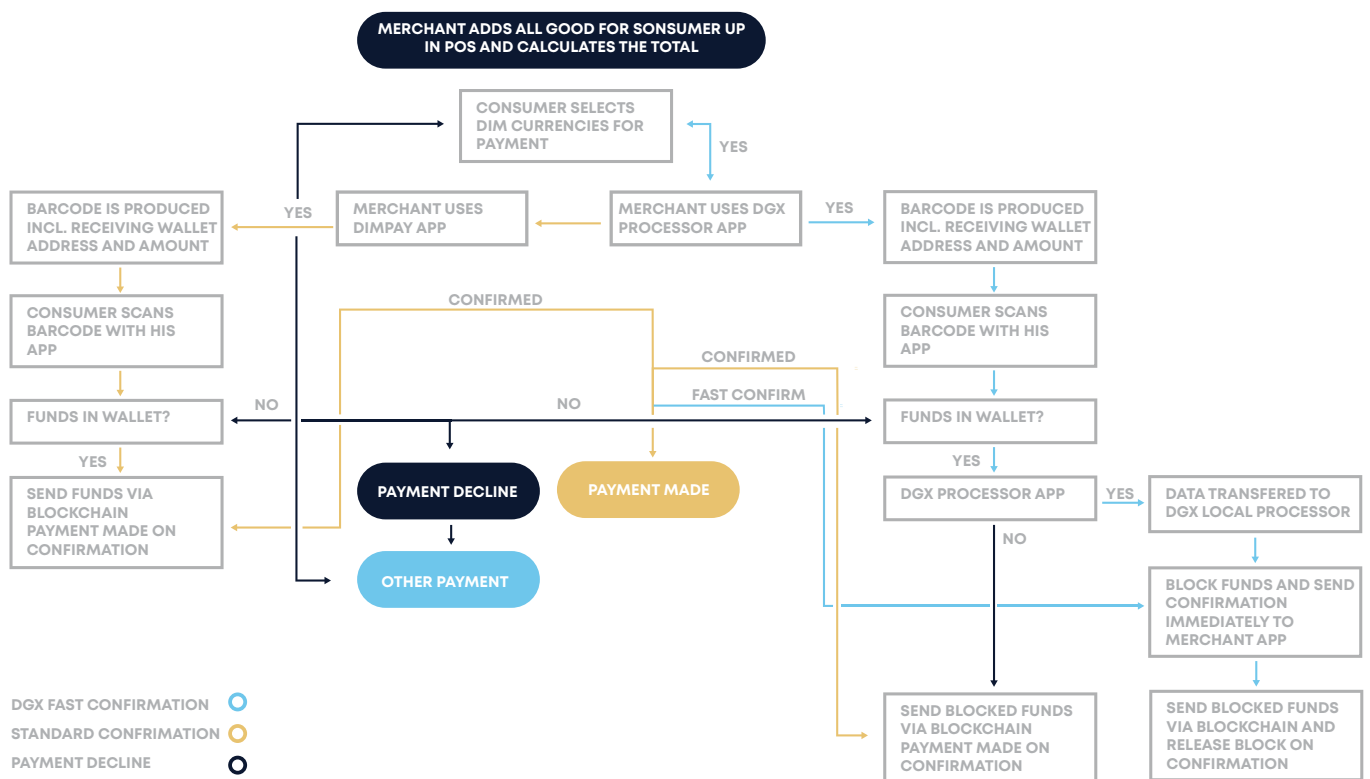 MERCHANT ADDS ALL GOOD FOR SONSUMER UP
IN POS AND CALCULATES THE TOTAL
CONSUMER SELECTS
DIM CURRENCIES FOR
PAYMENT
YES
BARCODE IS PRODUCED
INCL. RECEIVING WALLET
ADDRESS AND AMOUNT
YES
MERCHANT USES
DIMPAY APP
MERCHANT USES DGX
PROCESSOR APP
YES
BARCODE IS PRODUCED
INCL. RECEIVING WALLET
ADDRESS AND AMOUNT
CONSUMER SCANS
BARCODE WITH HIS
APP
CONFIRMED
CONFIRMED
FAST CONFIRM
CONSUMER SCANS
BARCODE WITH HIS
APP
FUNDS IN WALLET?
NO
NO
FUNDS IN WALLET?
YES
YES
SEND FUNDS VIA
BLOCKCHAIN
PAYMENT MADE ON
CONFIRMATION
PAYMENT DECLINE
PAYMENT MADE
DGX PROCESSOR APP
YES
DATA TRANSFERED TO
DGX LOCAL PROCESSOR
NO
OTHER PAYMENT
BLOCK FUNDS AND SEND
CONFIRMATION
IMMEDIATELY TO
MERCHANT APP
SEND BLOCKED FUNDS
VIA BLOCKCHAIN
PAYMENT MADE ON
CONFIRMATION
SEND BLOCKED FUNDS
VIA BLOCKCHAIN AND
RELEASE BLOCK ON
CONFIRMATION
DGX FAST CONFIRMATION
STANDARD CONFRIMATION
PAYMENT DECLINE